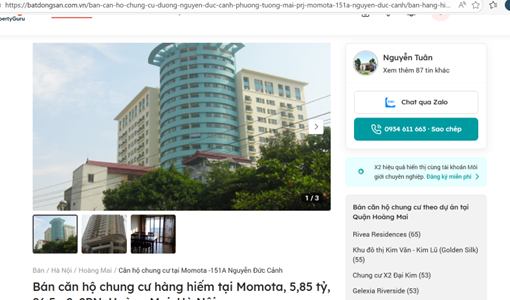 https://batdongsan.com.vn/ban-can-ho-chung-cu-duong-nguyen-duc-canh-phuong-tuong-mai-prj-momota-151a-nguyen-duc-canh/ban-hang-hi...
pertyGuru
Nguyễn Tuân
Xem thêm 87 tin khác
Chat qua Zalo
0934 611 663 · Sao chép
1 / 3
X2 hiệu quả hiển thị cùng tài khoản Môi
giới chuyên nghiệp. Đăng ký miễn phí
Bán căn hộ chung cư theo dự án tại
Quận Hoàng Mai
Rivea Residences (65)
Khu đô thị Kim Văn - Kim Lũ (Golden Silk)
(55)
Chung cư X2 Đại Kim (53)
Gelexia Riverside (53)
Bán / Hà Nội / Hoàng Mai / Căn hộ chung cư tại Momota -151A Nguyễn Đức Cảnh
Bán căn hộ chung cư hàng hiếm tại Momota, 5,85 tỷ,